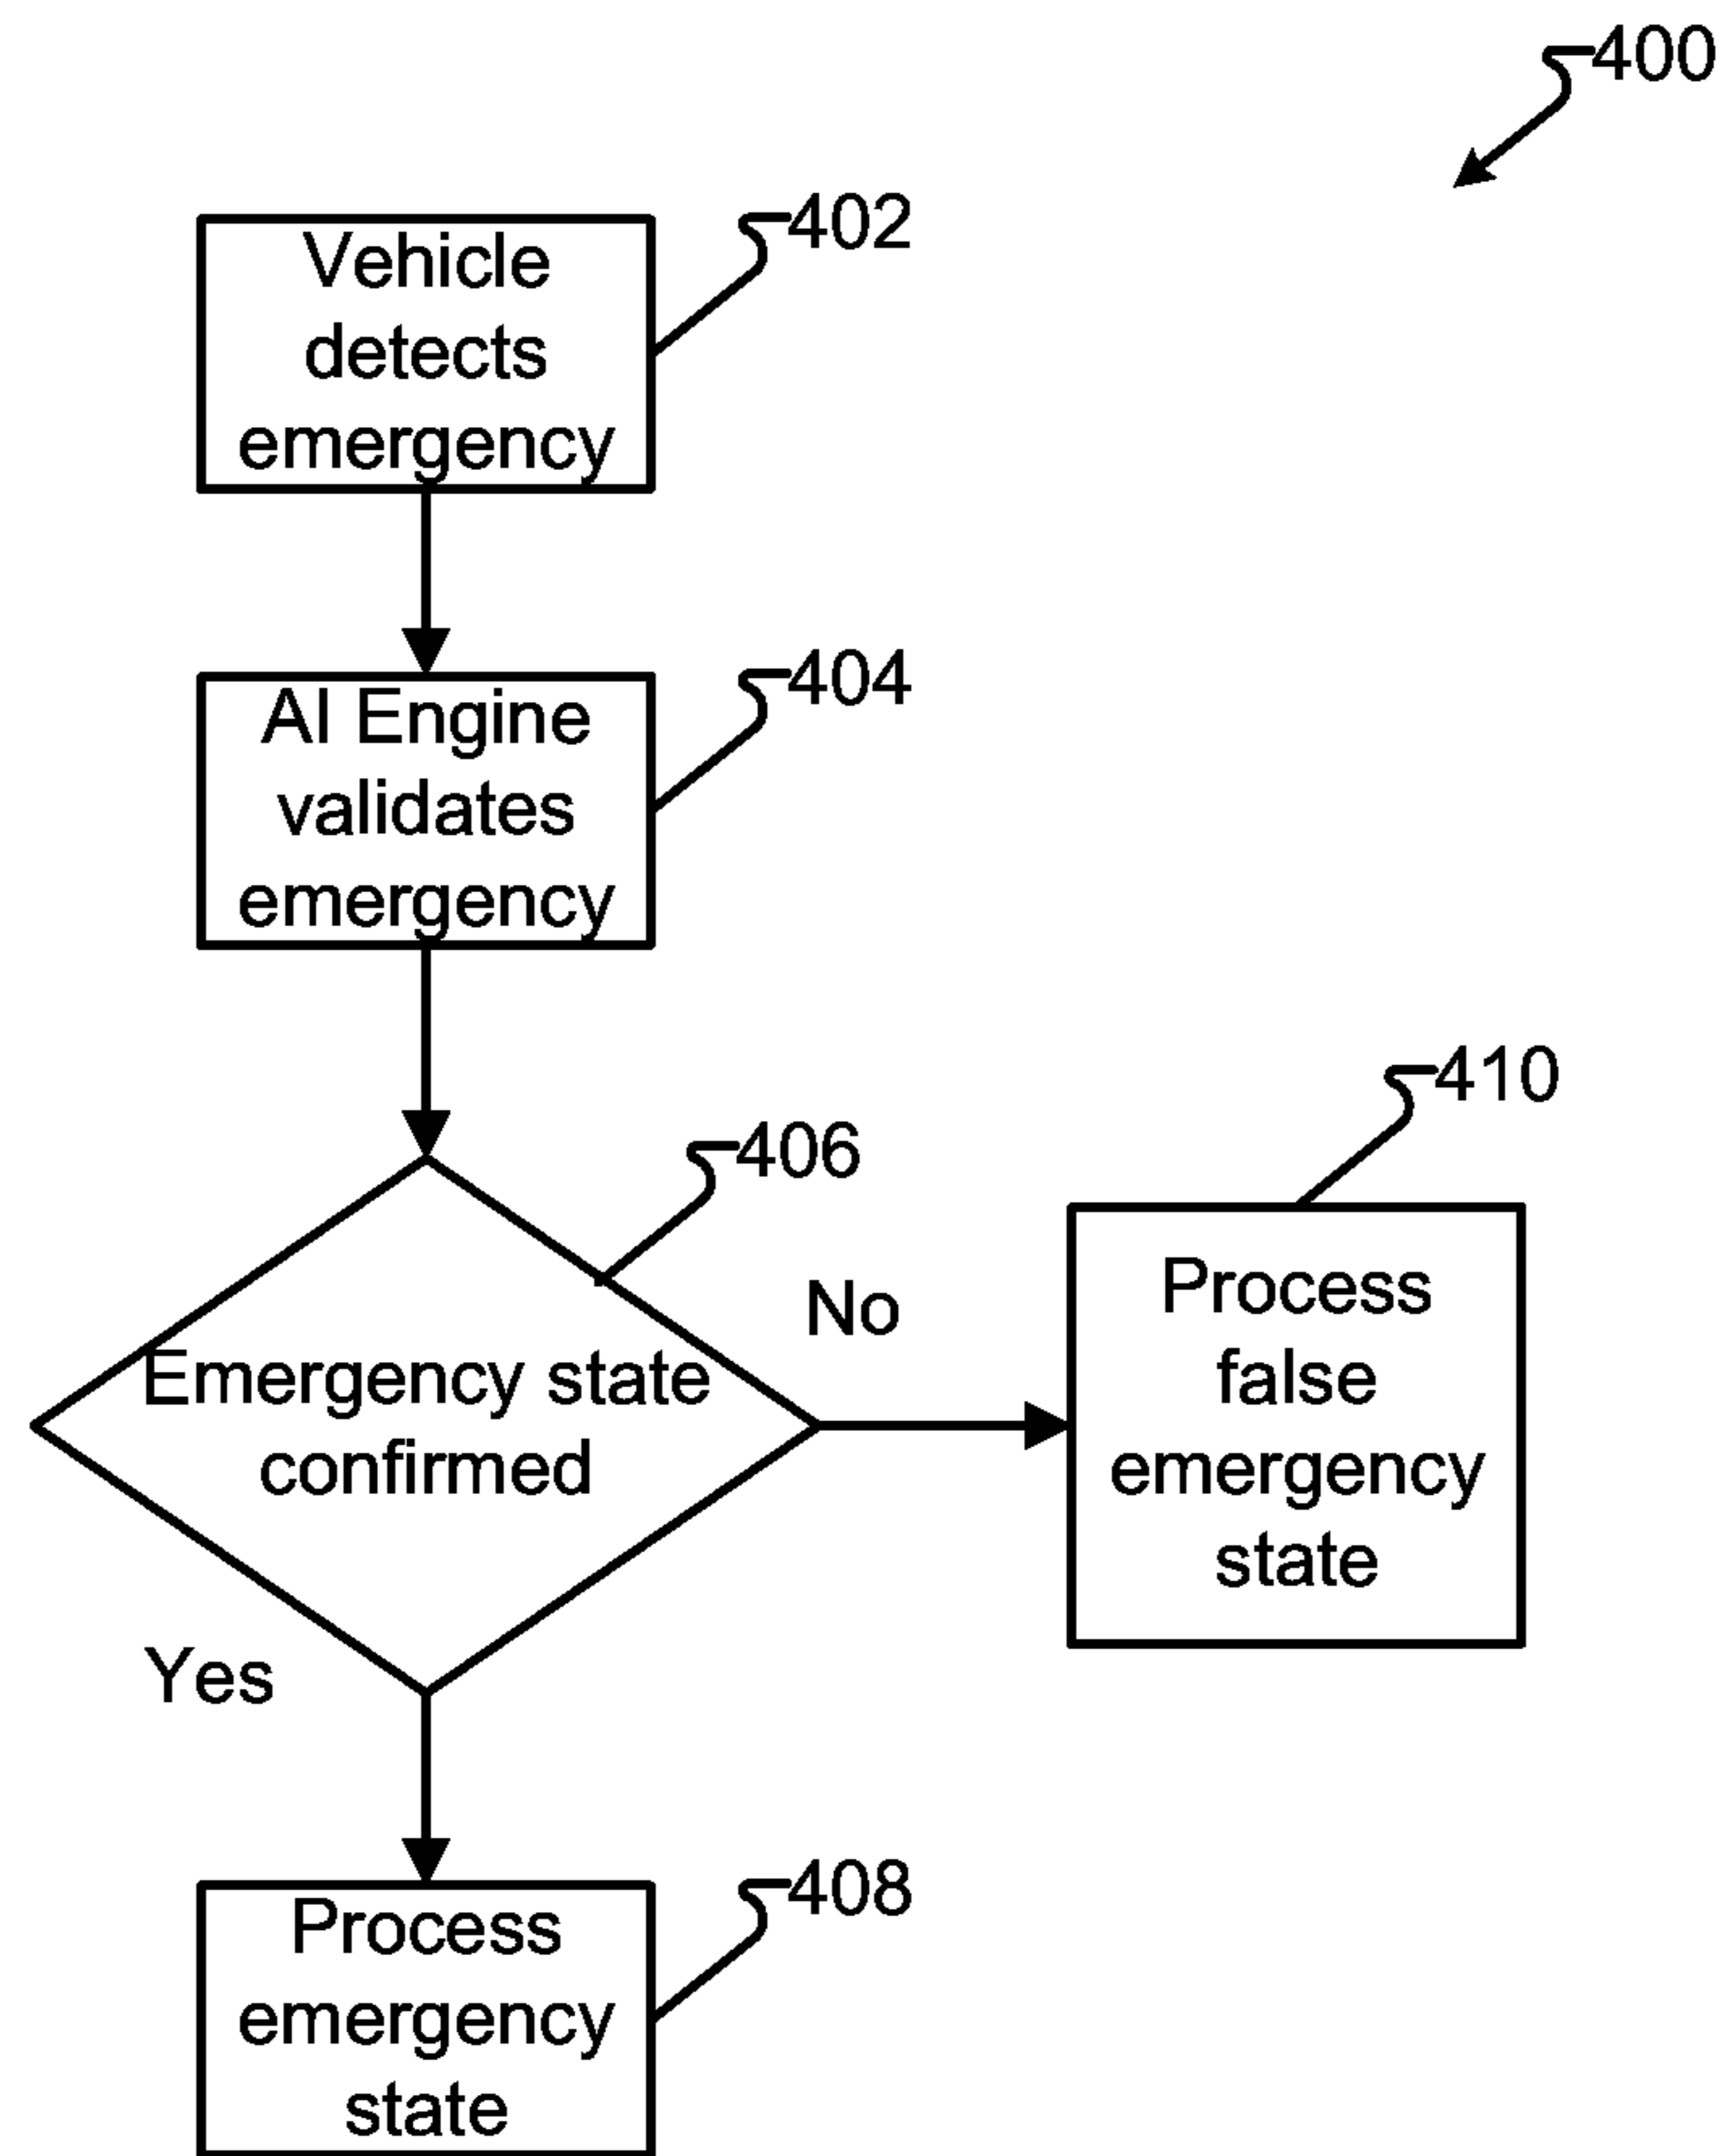 400
Vehicle
detects
emergency
402
AI Engine
validates
emergency
404
406
Emergency state
confirmed
No
410
Process
false
emergency
state
Yes
Process
emergency
state
408